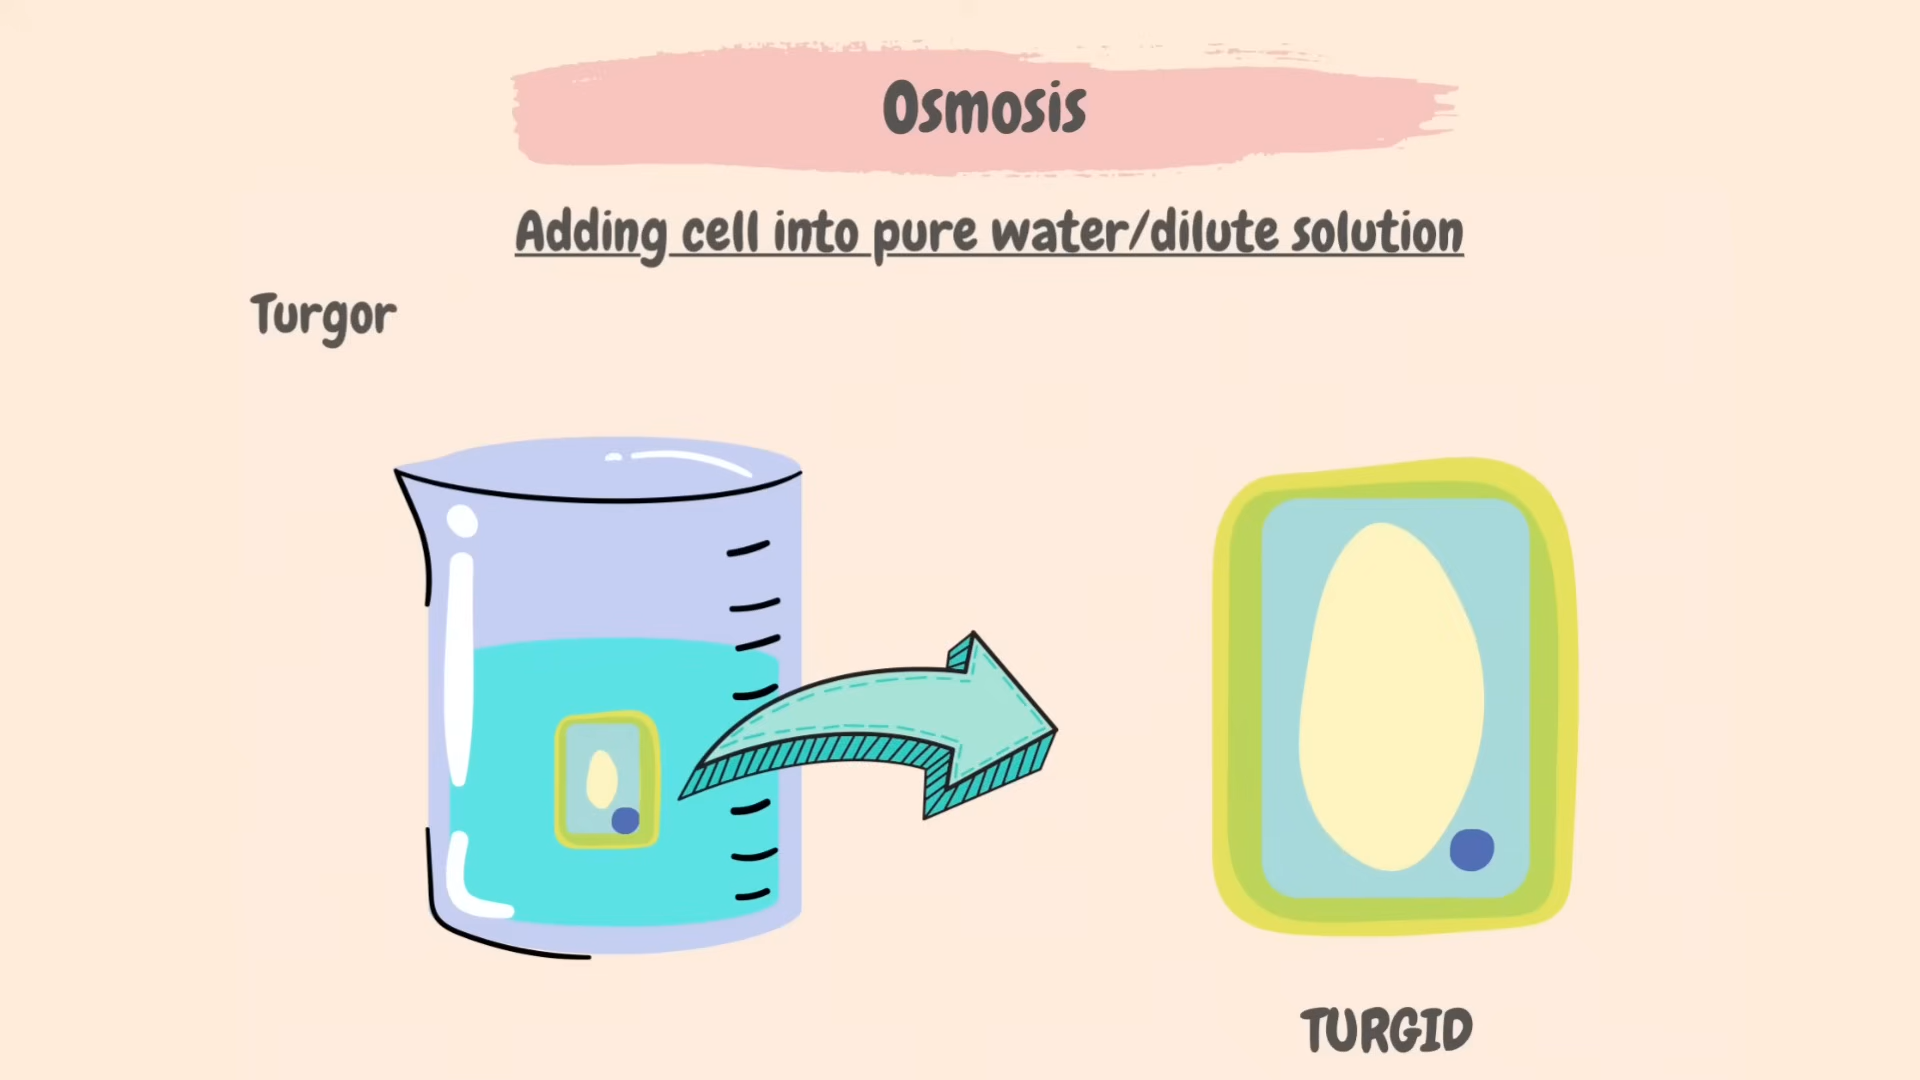 Osmosis
Adding cell into pure water/dilute solution
Turgor
TURGID